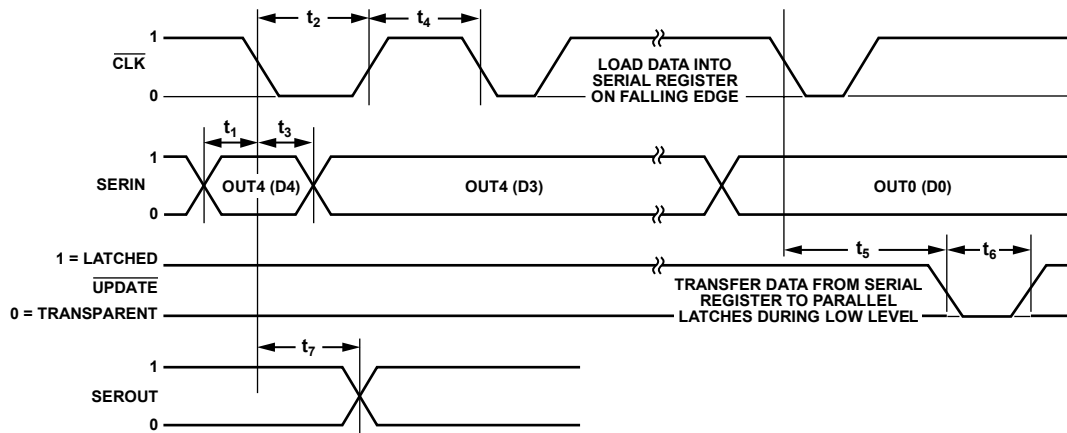 t2
t4
1
CLK
0
LOAD DATA INTO
SERIAL REGISTER
ON FALLING EDGE
t1
t3
1
SERIN
0
OUT4 (D4)
OUT4 (D3)
OUT0 (D0)
t5
t6
1 = LATCHED
UPDATE
0 = TRANSPARENT
TRANSFER DATA FROM SERIAL
REGISTER TO PARALLEL
LATCHES DURING LOW LEVEL
t7
1
SEROUT
0